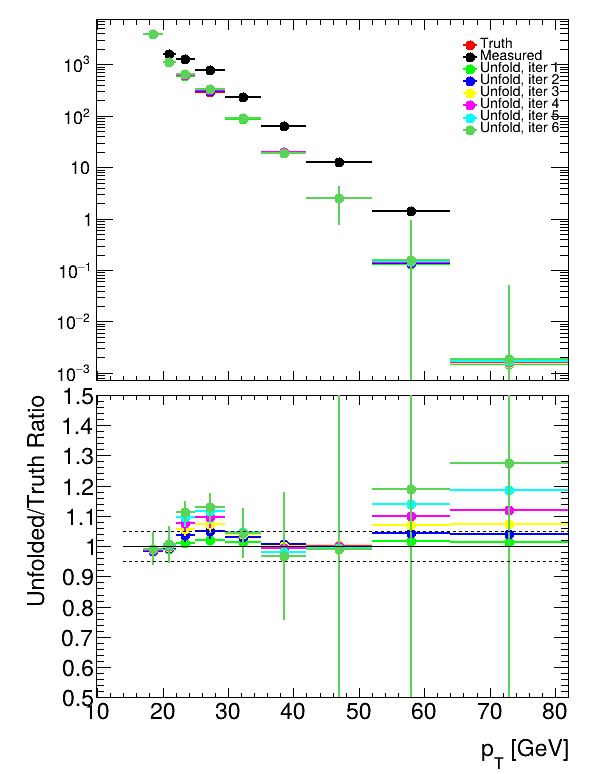 10³
10²
10
1
10⁻¹
10⁻²
10⁻³
Truth
Measured
Unfold, iter 1
Unfold, iter 2
Unfold, iter 3
Unfold, iter 4
Unfold, iter 5
Unfold, iter 6
Unfolded/Truth Ratio
1.5
1.4
1.3
1.2
1.1
1
0.9
0.8
0.7
0.6
0.5
10 20 30 40 50 60 70 80
p_T [GeV]